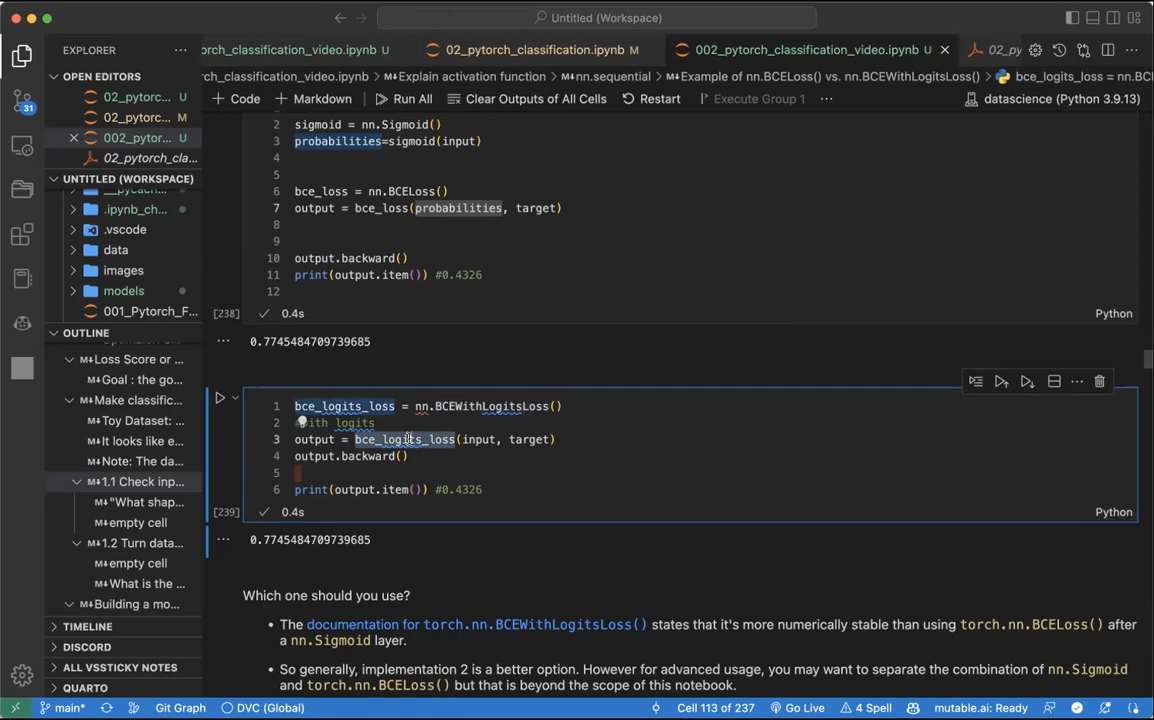 Untitled (Workspace)
EXPLORER
OPEN EDITORS
02_pytorc... U
02_pytorc... M
002_pytor... U
02_pytorch_cla...
UNTITLED (WORKSPACE)
.ipynb_ch...
.vscode
data
images
models
001_Pytorch_F...
OUTLINE
Loss Score or ...
Goal : the go...
Make classific...
Toy Dataset: ...
It looks like e...
Note: The da...
1.1 Check inp...
"What shap...
empty cell
1.2 Turn data...
empty cell
What is the ...
Building a mo...
TIMELINE
DISCORD
ALL VSSTICKY NOTES
QUARTO
torch_classification_video.ipynb U
02_pytorch_classification.ipynb M
002_pytorch_classification_video.ipynb U
02_py
orch_classification_video.ipynb > Explain activation function > nn.sequential > Example of nn.BCELoss() vs. nn.BCEWithLogitsLoss() > bce_logits_loss = nn.BC
+ Code + Markdown Run All Clear Outputs of All Cells Restart Execute Group 1 ... datascience (Python 3.9.13)
2 sigmoid = nn.Sigmoid()
3 probabilities=sigmoid(input)
4
5
6 bce_loss = nn.BCELoss()
7 output = bce_loss(probabilities, target)
8
9
10 output.backward()
11 print(output.item()) #0.4326
12
[238] 0.4s Python
0.7745484709739685
1 bce_logits_loss = nn.BCEWithLogitsLoss()
2 #with logits
3 output = bce_logits_loss(input, target)
4 output.backward()
5
6 print(output.item()) #0.4326
[239] 0.4s Python
0.7745484709739685
Which one should you use?
• The documentation for torch.nn.BCEWithLogitsLoss() states that it's more numerically stable than using torch.nn.BCELoss() after
a nn.Sigmoid layer.
• So generally, implementation 2 is a better option. However for advanced usage, you may want to separate the combination of nn.Sigmoid
and torch.nn.BCELoss() but that is beyond the scope of this notebook.
31
main* Git Graph DVC (Global) Cell 113 of 237 Go Live 4 Spell mutable.ai: Ready